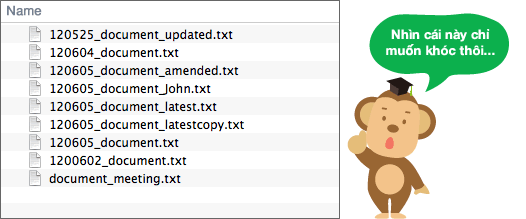 Name
120525_document_updated.txt
120604_document.txt
120605_document_amended.txt
120605_document_John.txt
120605_document_latest.txt
120605_document_latestcopy.txt
120605_document.txt
1200602_document.txt
document_meeting.txt
Nhìn cái này chỉ
muốn khóc thôi...